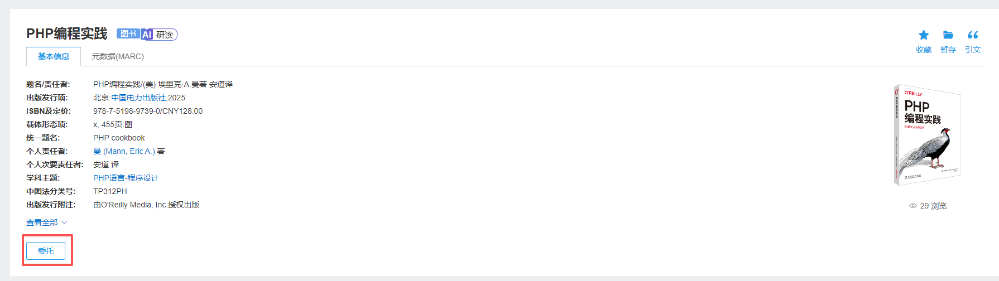 PHP编程实践 图书 AI 研读
收藏 暂存 引文
基本信息 元数据(MARC)
题名/责任者: PHP编程实践/(美) 埃里克·A.曼著 安道译
出版发行项: 北京:中国电力出版社,2025
ISBN及定价: 978-7-5198-9739-0/CNY128.00
载体形态项: x, 455页:图
统一题名: PHP cookbook
个人责任者: 曼 (Mann, Eric A.) 著
个人次要责任者: 安道 译
学科主题: PHP语言-程序设计
中图法分类号: TP312PH
出版发行附注: 由O'Reilly Media, Inc.授权出版
查看全部
委托
O'REILLY
PHP
编程实践
PHP Cookbook
PHP编程实践
O'REILLY
29 浏览